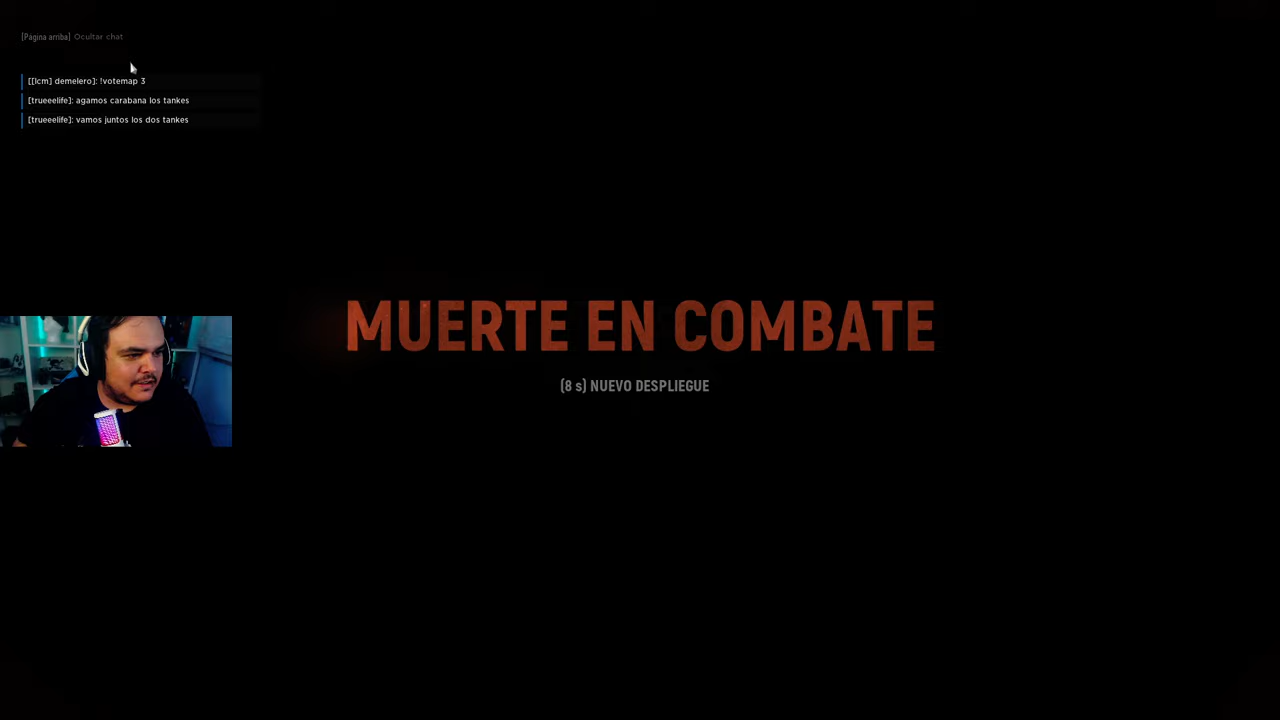 [Página arriba] Ocultar chat
[[lcm] demelero]: !votemap 3
[trueeelife]: agamos carabana los tankes
[trueeelife]: vamos juntos los dos tankes
MUERTE EN COMBATE
(8 s) NUEVO DESPLIEGUE